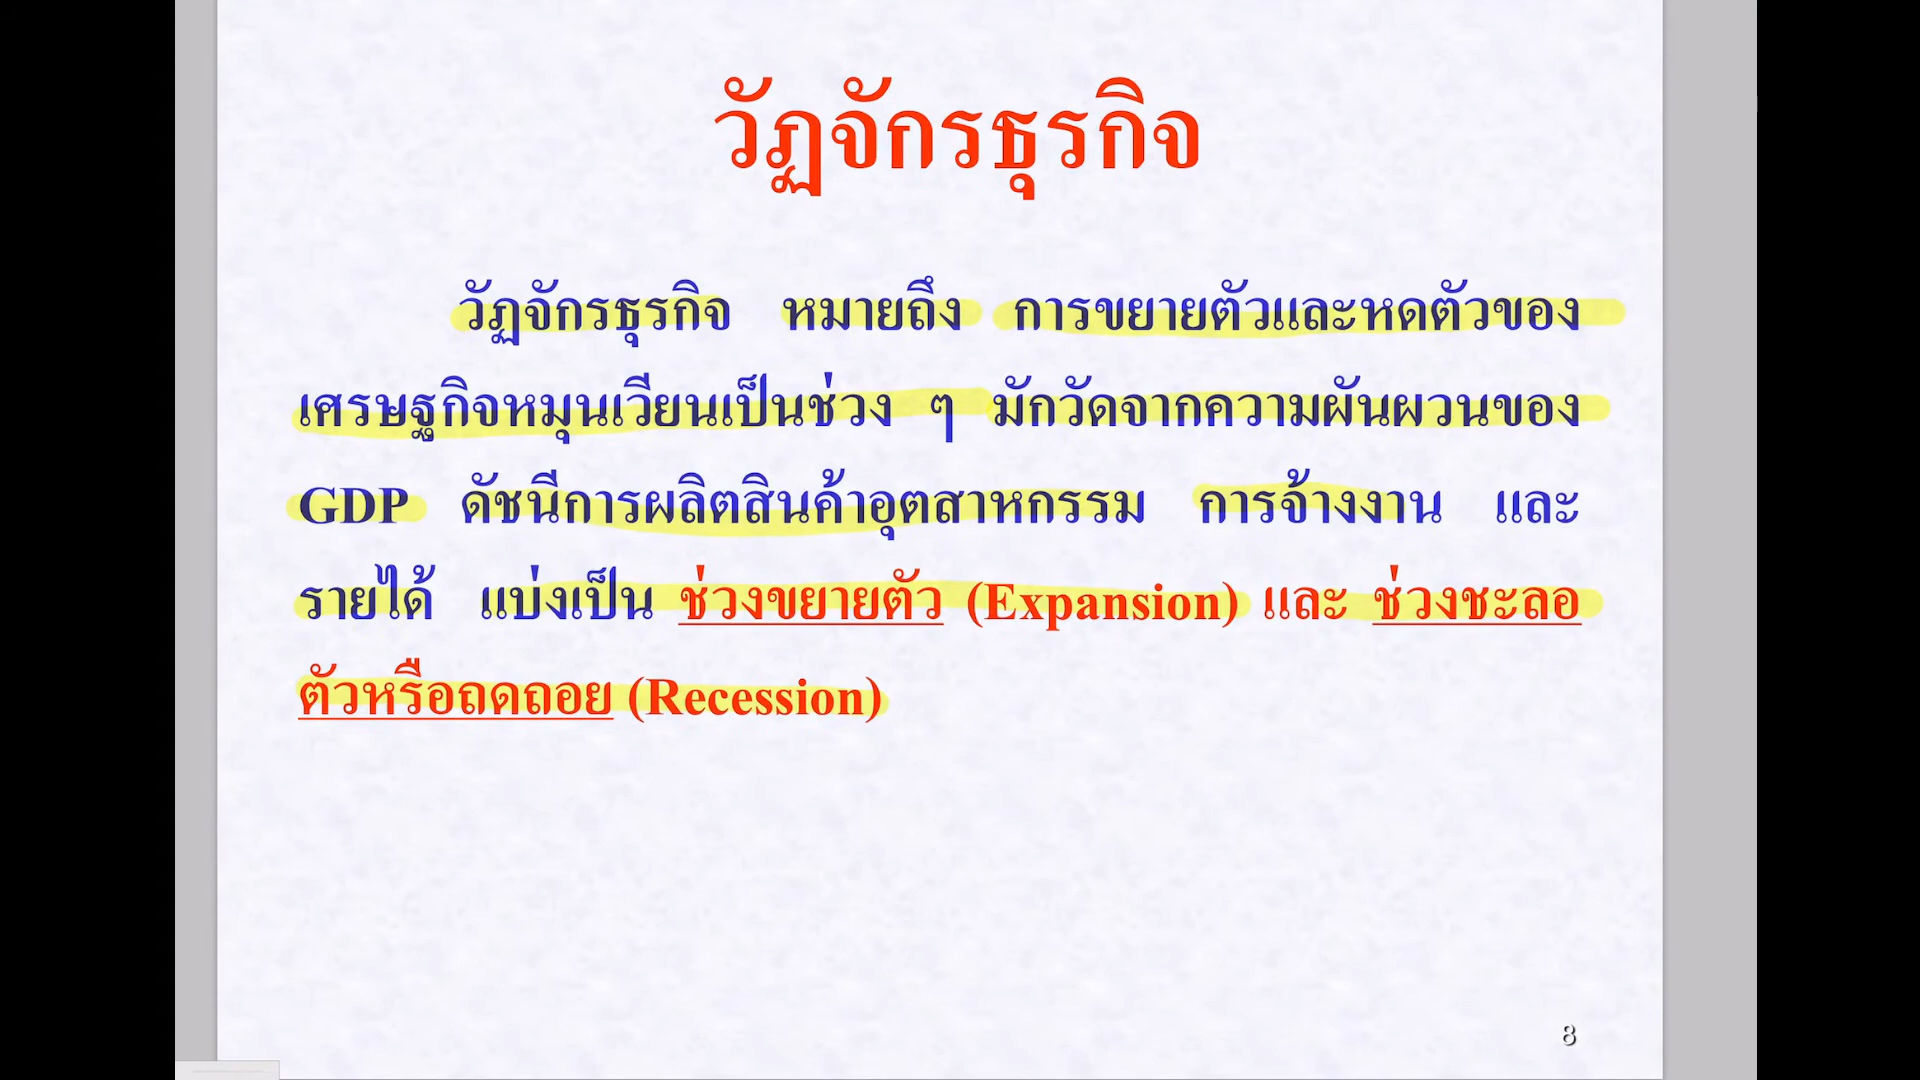 วัฏจักรธุรกิจ
วัฏจักรธุรกิจ หมายถึง การขยายตัวและหดตัวของ
เศรษฐกิจหมุนเวียนเป็นช่วง ๆ มักวัดจากความผันผวนของ
GDP ดัชนีการผลิตสินค้าอุตสาหกรรม การจ้างงาน และ
รายได้ แบ่งเป็น ช่วงขยายตัว (Expansion) และ ช่วงชะลอ
ตัวหรือถดถอย (Recession)
8